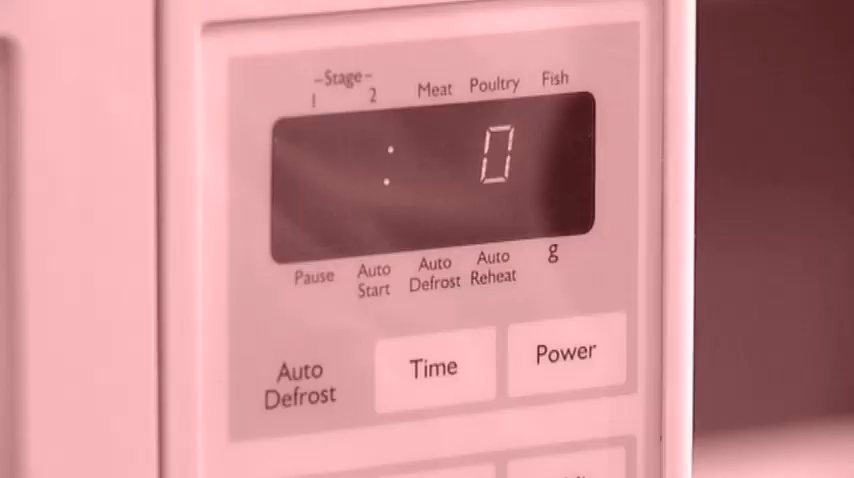 –Stage–
1 2 Meat Poultry Fish
: 0
Pause Auto Start Auto Defrost Auto Reheat g
Auto Defrost
Time
Power